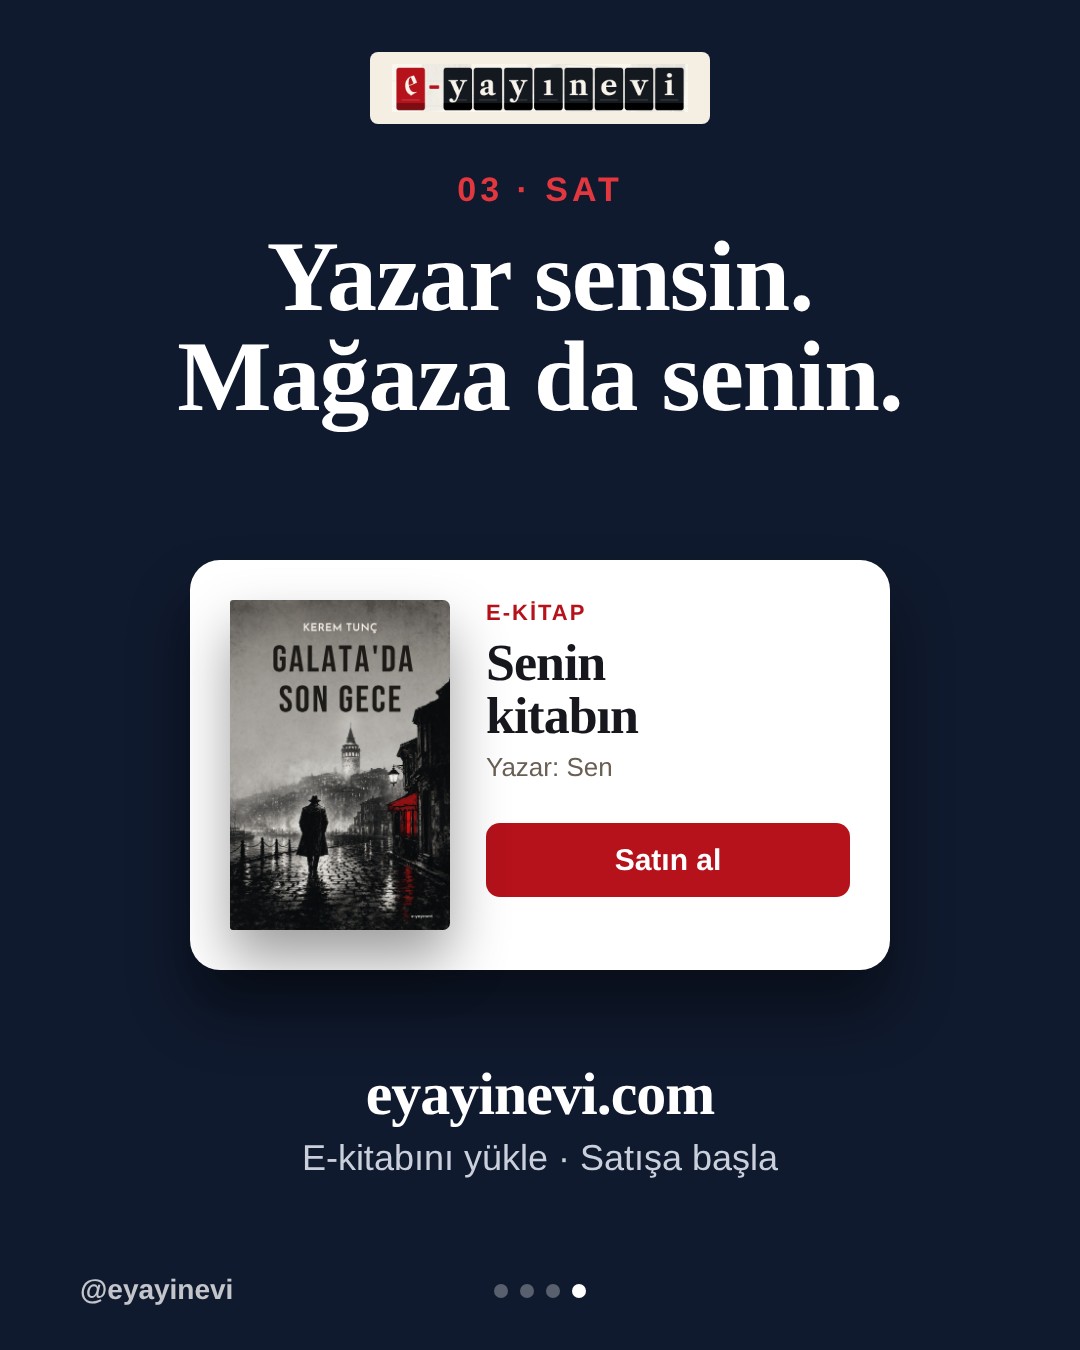 e-yayınevi
03 · SAT
Yazar sensin.
Mağaza da senin.
KEREM TUNÇ
GALATA'DA
SON GECE
e-yayınevi
E-KİTAP
Senin
kitabın
Yazar: Sen
Satın al
eyayinevi.com
E-kitabını yükle · Satışa başla
@eyayinevi